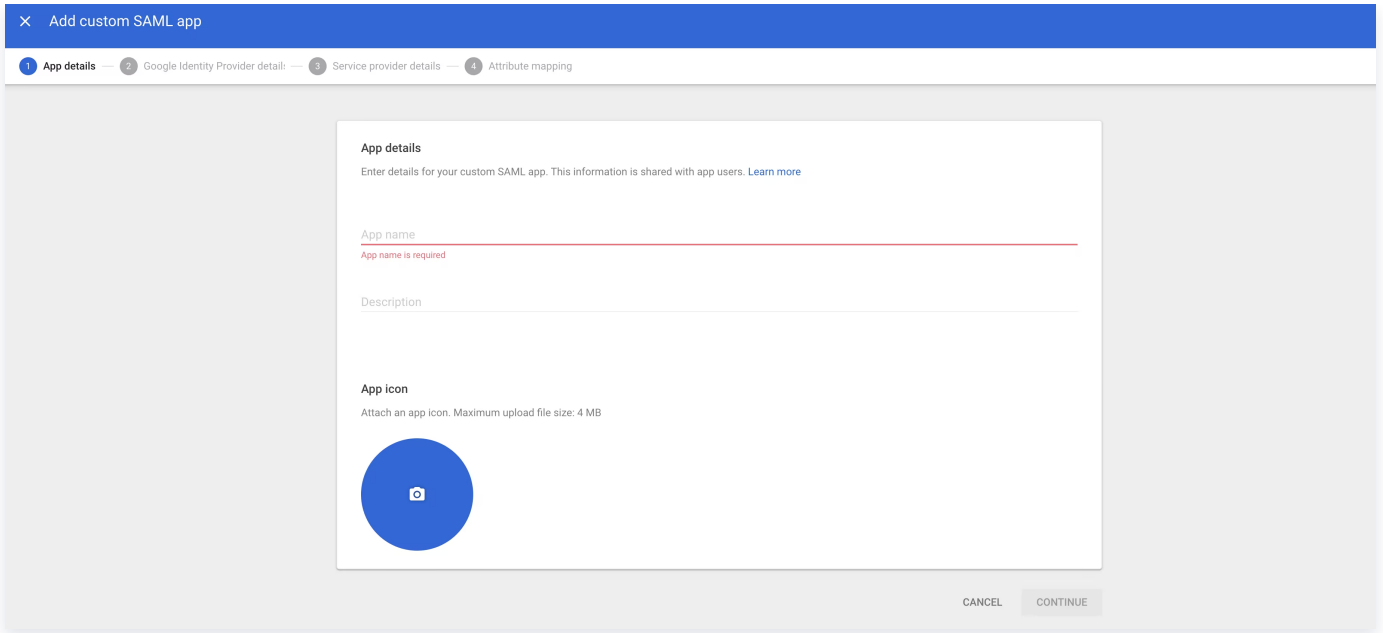 Add custom SAML app
1 App details — 2 Google Identity Provider detail — 3 Service provider details — 4 Attribute mapping
App details
Enter details for your custom SAML app. This information is shared with app users. Learn more
App name
App name is required
Description
App icon
Attach an app icon. Maximum upload file size: 4 MB
CANCEL CONTINUE